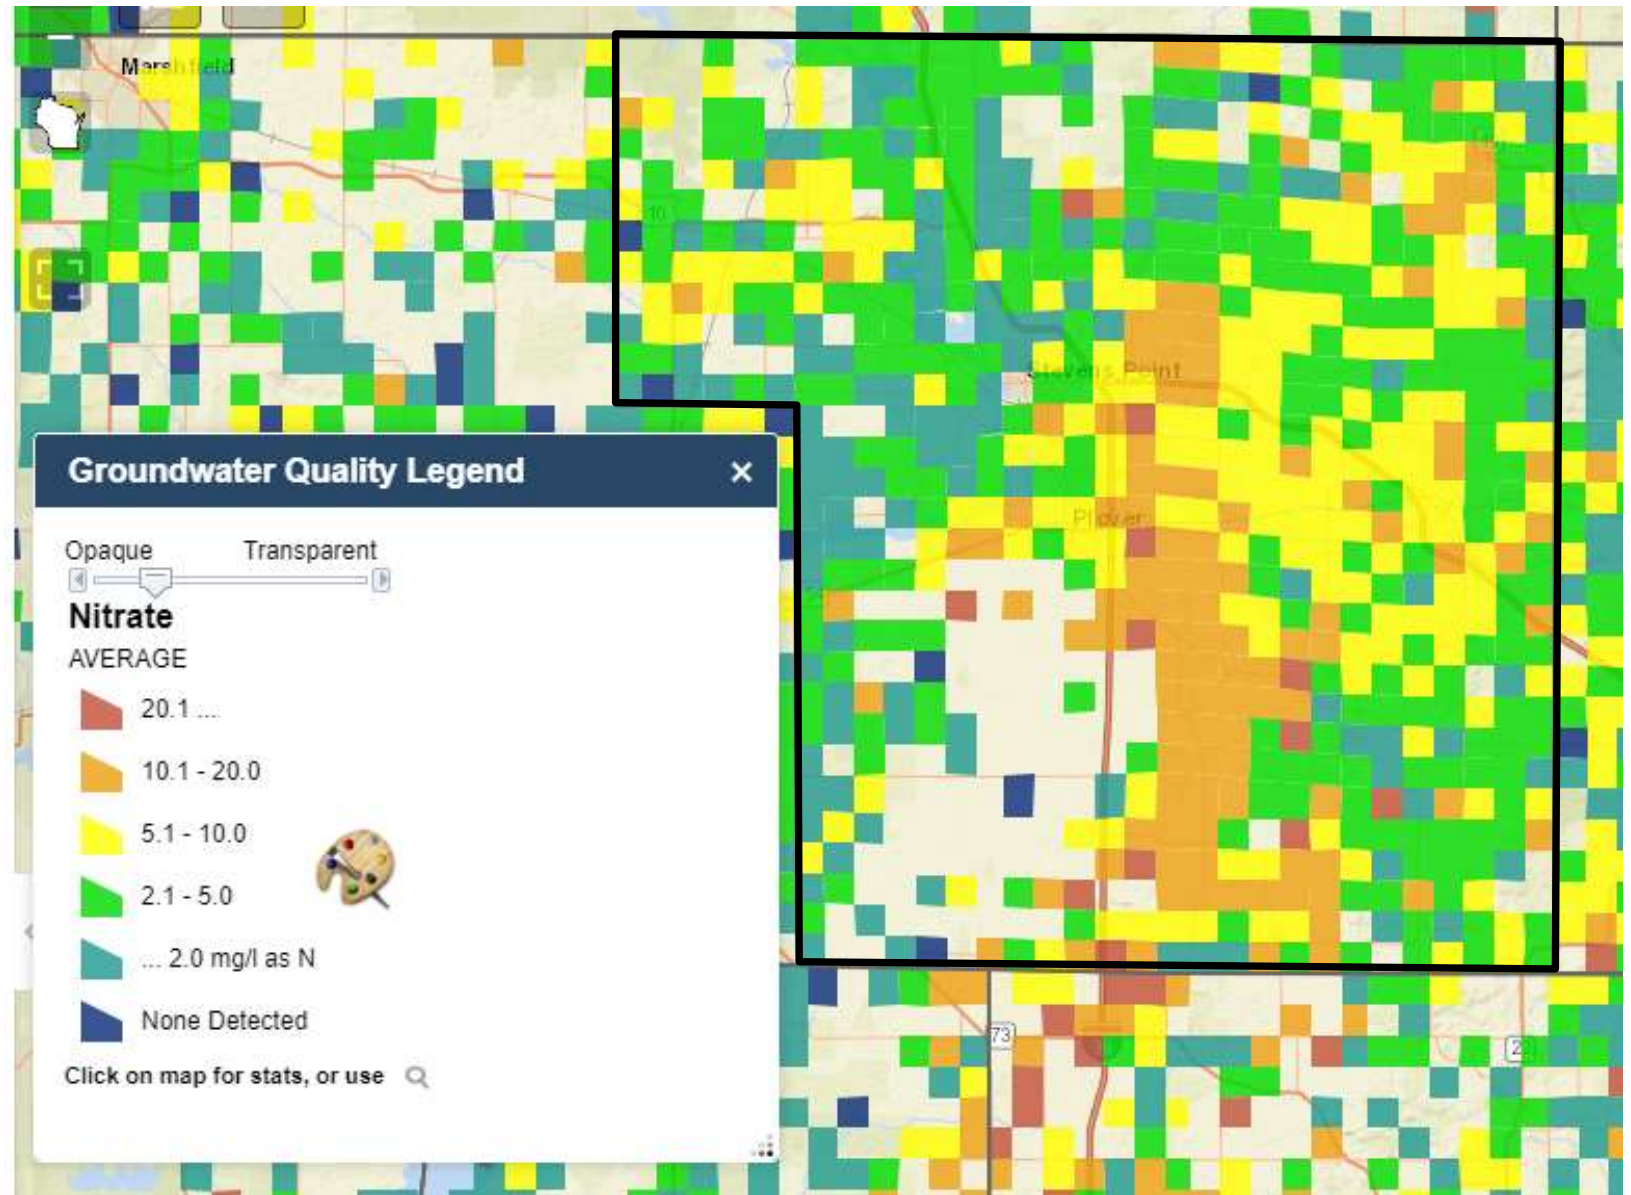 Marshfield
10
Stevens Point
Plover
Groundwater Quality Legend
×
Opaque Transparent
Nitrate
AVERAGE
20.1 ...
10.1 - 20.0
5.1 - 10.0
2.1 - 5.0
... 2.0 mg/l as N
None Detected
Click on map for stats, or use
73
2